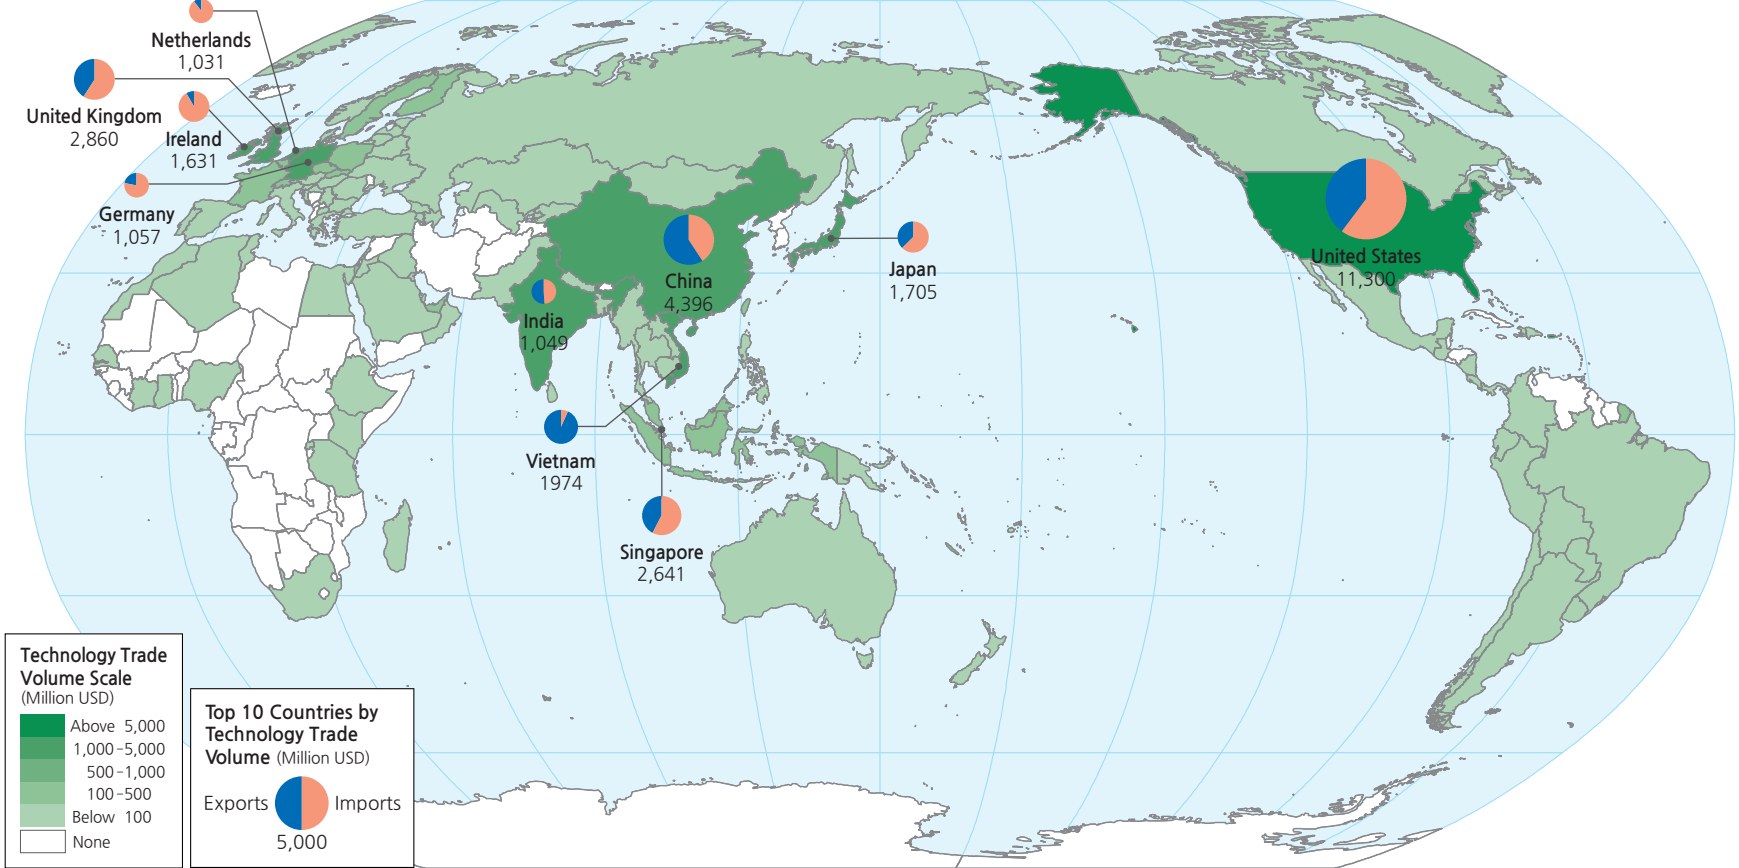 Netherlands
1,031
United Kingdom
2,860
Ireland
1,631
Germany
1,057
China
4,396
Japan
1,705
India
1,049
Vietnam
1974
Singapore
2,641
United States
11,300
Technology Trade
Volume Scale
(Million USD)
Above 5,000
1,000-5,000
500-1,000
100-500
Below 100
None
Top 10 Countries by
Technology Trade
Volume (Million USD)
Exports Imports
5,000